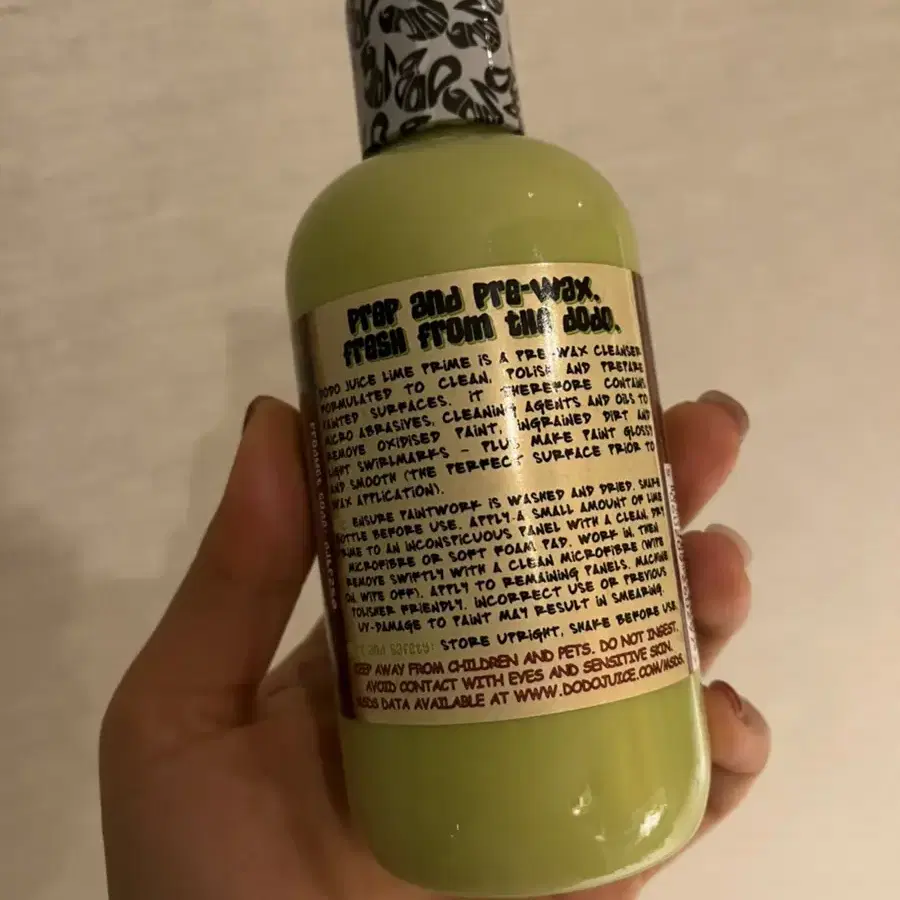 PREP AND PRE-WAX.
FRESH FROM THE DODO.
DODO JUICE LIME PRIME IS A PRE-WAX CLEANSER
FORMULATED TO CLEAN, POLISH AND PREPARE
PAINTED SURFACES. IT THEREFORE CONTAINS
MICRO ABRASIVES, CLEANING AGENTS AND OILS TO
REMOVE OXIDISED PAINT, INGRAINED DIRT AND
LIGHT SWIRLMARKS - PLUS MAKE PAINT GLOSSY
AND SMOOTH (THE PERFECT SURFACE PRIOR TO
WAX APPLICATION).
ENSURE PAINTWORK IS WASHED AND DRIED. SHAKE
BOTTLE BEFORE USE. APPLY A SMALL AMOUNT OF LIME
PRIME TO AN INCONSPICUOUS PANEL WITH A CLEAN, DRY
MICROFIBRE OR SOFT FOAM PAD. WORK IN, THEN
REMOVE SWIFTLY WITH A CLEAN MICROFIBRE (WIPE
ON, WIPE OFF). APPLY TO REMAINING PANELS. MACHINE
POLISHER FRIENDLY. INCORRECT USE OR PREVIOUS
UV-DAMAGE TO PAINT MAY RESULT IN SMEARING.
STORE UPRIGHT, SHAKE BEFORE USE.
KEEP AWAY FROM CHILDREN AND PETS. DO NOT INGEST.
AVOID CONTACT WITH EYES AND SENSITIVE SKIN.
MSDS DATA AVAILABLE AT WWW.DODOJUICE.COM/MSDS.